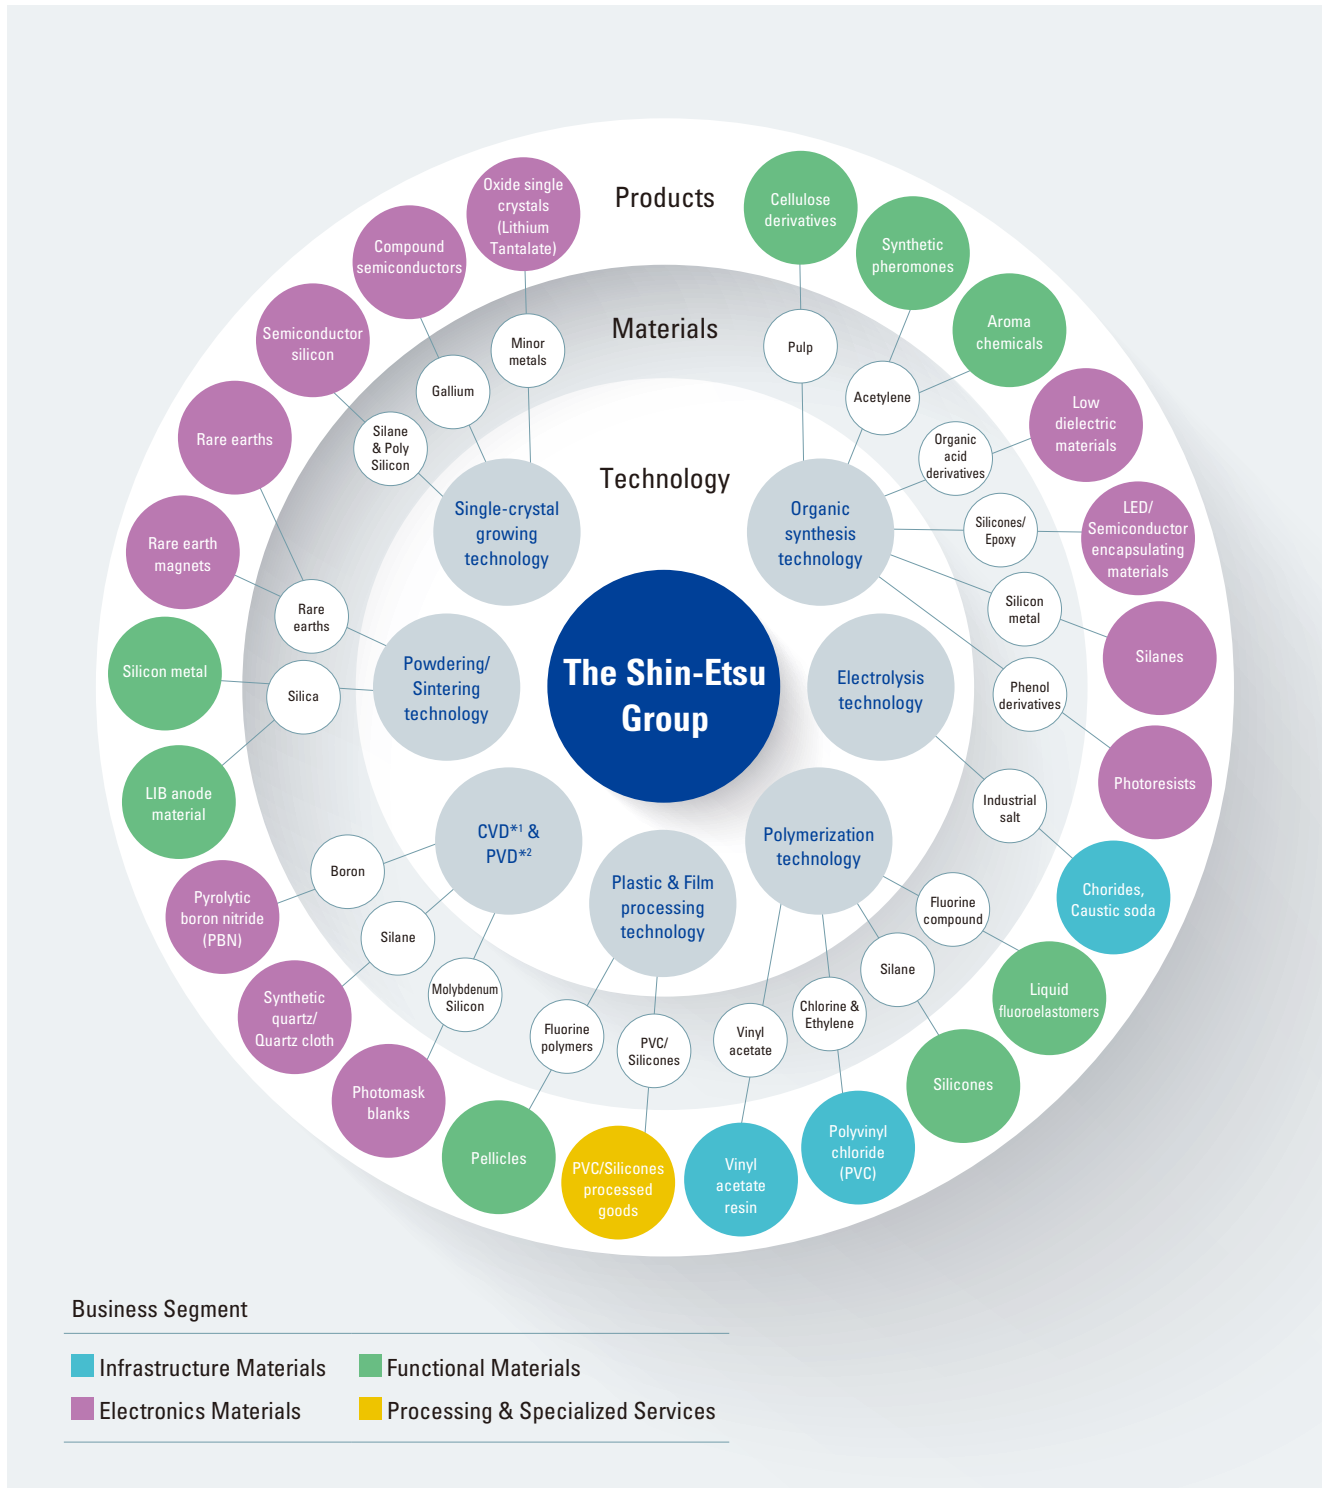 Products
Materials
Technology
The Shin-Etsu
Group
Oxide single
crystals
(Lithium
Tantalate)
Compound
semiconductors
Semiconductor
silicon
Rare earths
Rare earth
magnets
Silicon metal
LIB anode
material
Pyrolytic
boron nitride
(PBN)
Synthetic
quartz/
Quartz cloth
Photomask
blanks
Pellicles
PVC/Silicones
processed
goods
Vinyl
acetate
resin
Polyvinyl
chloride
(PVC)
Silicones
Liquid
fluoroelastomers
Chorides,
Caustic soda
Photoresists
Silanes
LED/
Semiconductor
encapsulating
materials
Low
dielectric
materials
Aroma
chemicals
Synthetic
pheromones
Cellulose
derivatives
Minor
metals
Gallium
Silane
& Poly
Silicon
Rare
earths
Silica
Boron
Silane
Molybdenum
Silicon
Fluorine
polymers
PVC/
Silicones
Vinyl
acetate
Chlorine &
Ethylene
Silane
Fluorine
compound
Industrial
salt
Phenol
derivatives
Silicon
metal
Silicones/
Epoxy
Organic
acid
derivatives
Acetylene
Pulp
Single-crystal
growing
technology
Powdering/
Sintering
technology
CVD*1 &
PVD*2
Plastic & Film
processing
technology
Polymerization
technology
Electrolysis
technology
Organic
synthesis
technology
Business Segment
Infrastructure Materials
Functional Materials
Electronics Materials
Processing & Specialized Services